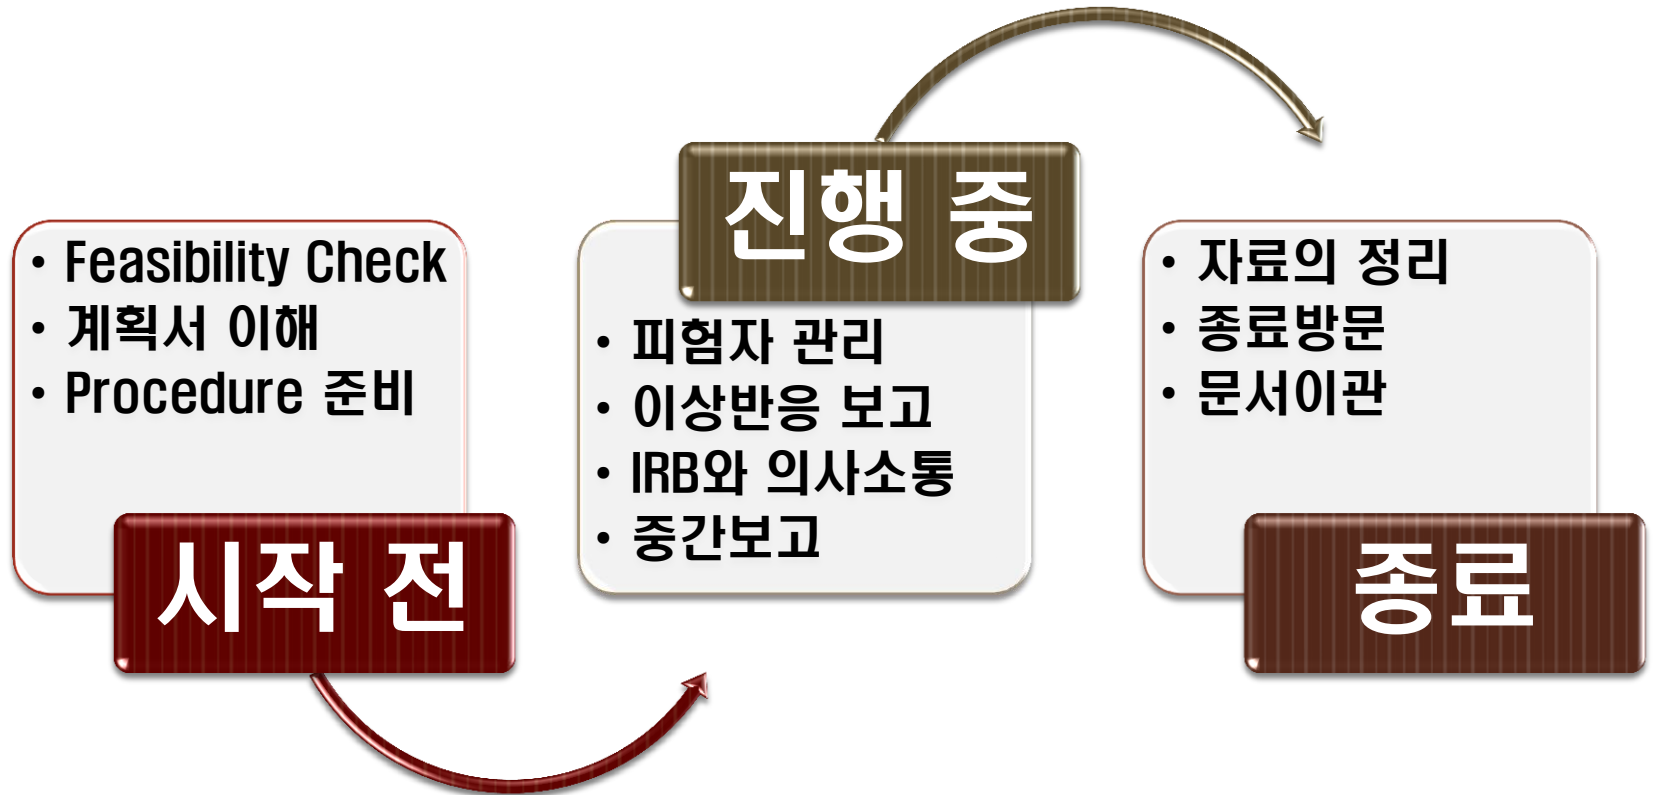 시작 전
• Feasibility Check
• 계획서 이해
• Procedure 준비
진행 중
• 피험자 관리
• 이상반응 보고
• IRB와 의사소통
• 중간보고
종료
• 자료의 정리
• 종료방문
• 문서이관